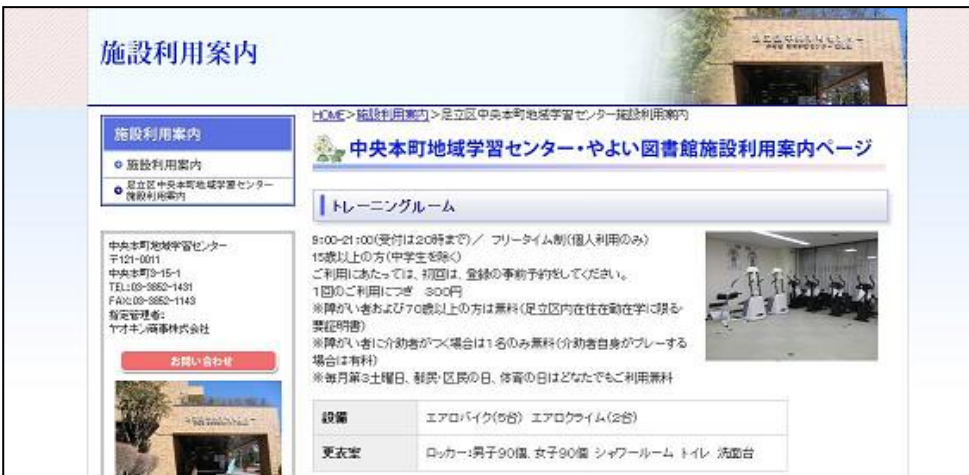 施設利用案内
HOME>施設利用案内>足立区中央本町地域学習センター施設利用案内
施設利用案内
施設利用案内
足立区中央本町地域学習センター
施設利用案内
中央本町地域学習センター・やよい図書館施設利用案内ページ
トレーニングルーム
中央本町地域学習センター
〒121-0011
中央本町3-15-1
TEL:03-3852-1431
FAX:03-3852-1143
指定管理者:
ヤオキン商事株式会社
お問い合わせ
9:00-21:00(受付は20時まで)/ フリータイム制(個人利用のみ)
15歳以上の方(中学生を除く)
ご利用にあたっては、初回は、登録の事前予約をしてください。
1回のご利用につき 300円
※障がい者および70歳以上の方は無料(足立区内在住在勤在学に限る・
要証明書)
※障がい者に介助者がつく場合は1名のみ無料(介助者自身がプレーする
場合は有料)
※毎月第3土曜日、都民・区民の日、体育の日はどなたでもご利用無料
設備 エアロバイク(5台) エアロクライム(2台)
更衣室 ロッカー:男子90個、女子90個 シャワールーム トイレ 洗面台